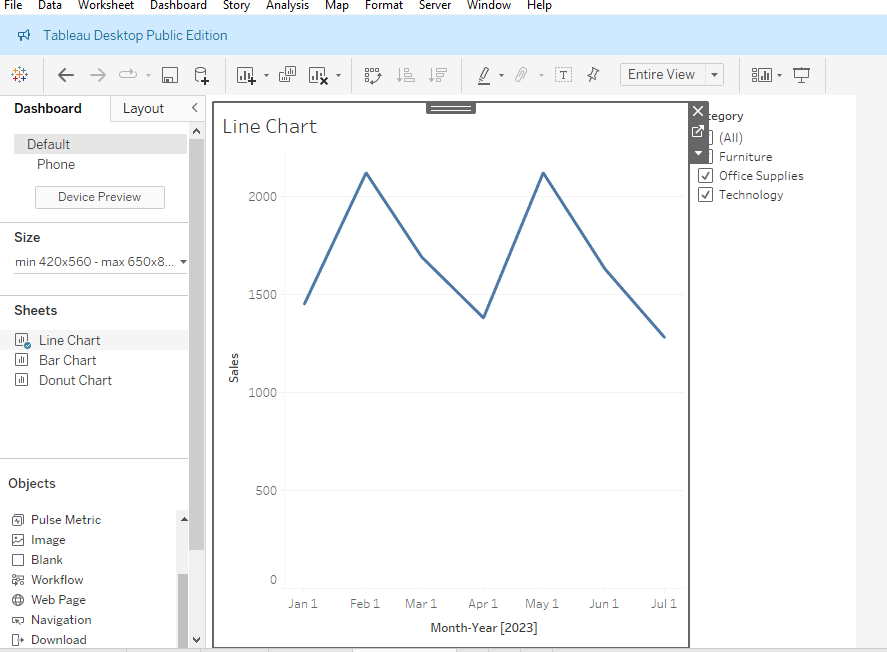 File Data Worksheet Dashboard Story Analysis Map Format Server Window Help
Tableau Desktop Public Edition
Entire View
Dashboard Layout
Default
Phone
Device Preview
Size
min 420x560 - max 650x8...
Sheets
Line Chart
Bar Chart
Donut Chart
Objects
Pulse Metric
Image
Blank
Workflow
Web Page
Navigation
Download
Line Chart
2000
1500
1000
500
0
Sales
Jan 1 Feb 1 Mar 1 Apr 1 May 1 Jun 1 Jul 1
Month-Year [2023]
tegory
(All)
Furniture
Office Supplies
Technology